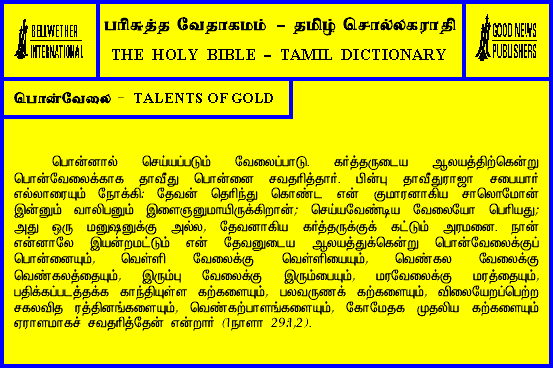 BELLWETHER
INTERNATIONAL
பரிசுத்த வேதாகமம் - தமிழ் சொல்லகராதி
THE HOLY BIBLE - TAMIL DICTIONARY
GOOD NEWS
PUBLISHERS
பொன்வேலை - TALENTS OF GOLD
பொன்னால் செய்யப்படும் வேலைப்பாடு. கர்த்தருடைய ஆலயத்திற்கென்று
பொன்வேலைக்காக தாவீது பொன்னை சவதரித்தார். பின்பு தாவீதுராஜா சபையார்
எல்லாரையும் நோக்கி: தேவன் தெரிந்து கொண்ட என் குமாரனாகிய சாலொமோன்
இன்னும் வாலிபனும் இளைஞனுமாயிருக்கிறான்; செய்யவேண்டிய வேலையோ பெரியது;
அது ஒரு மனுஷனுக்கு அல்ல, தேவனாகிய கர்த்தருக்குக் கட்டும் அரமனை. நான்
என்னாலே இயன்றமட்டும் என் தேவனுடைய ஆலயத்துக்கென்று பொன்வேலைக்குப்
பொன்னையும், வெள்ளி வேலைக்கு வெள்ளியையும், வெண்கல வேலைக்கு
வெண்கலத்தையும், இரும்பு வேலைக்கு இரும்பையும், மரவேலைக்கு மரத்தையும்,
பதிக்கப்படத்தக்க காந்தியுள்ள கற்களையும், பலவருணக் கற்களையும், விலையேறப்பெற்ற
சகலவித ரத்தினங்களையும், வெண்கற்பாளங்களையும், கோமேதக முதலிய கற்களையும்
ஏராளமாகச் சவதரித்தேன் என்றார் (1நாளா 29:1,2).